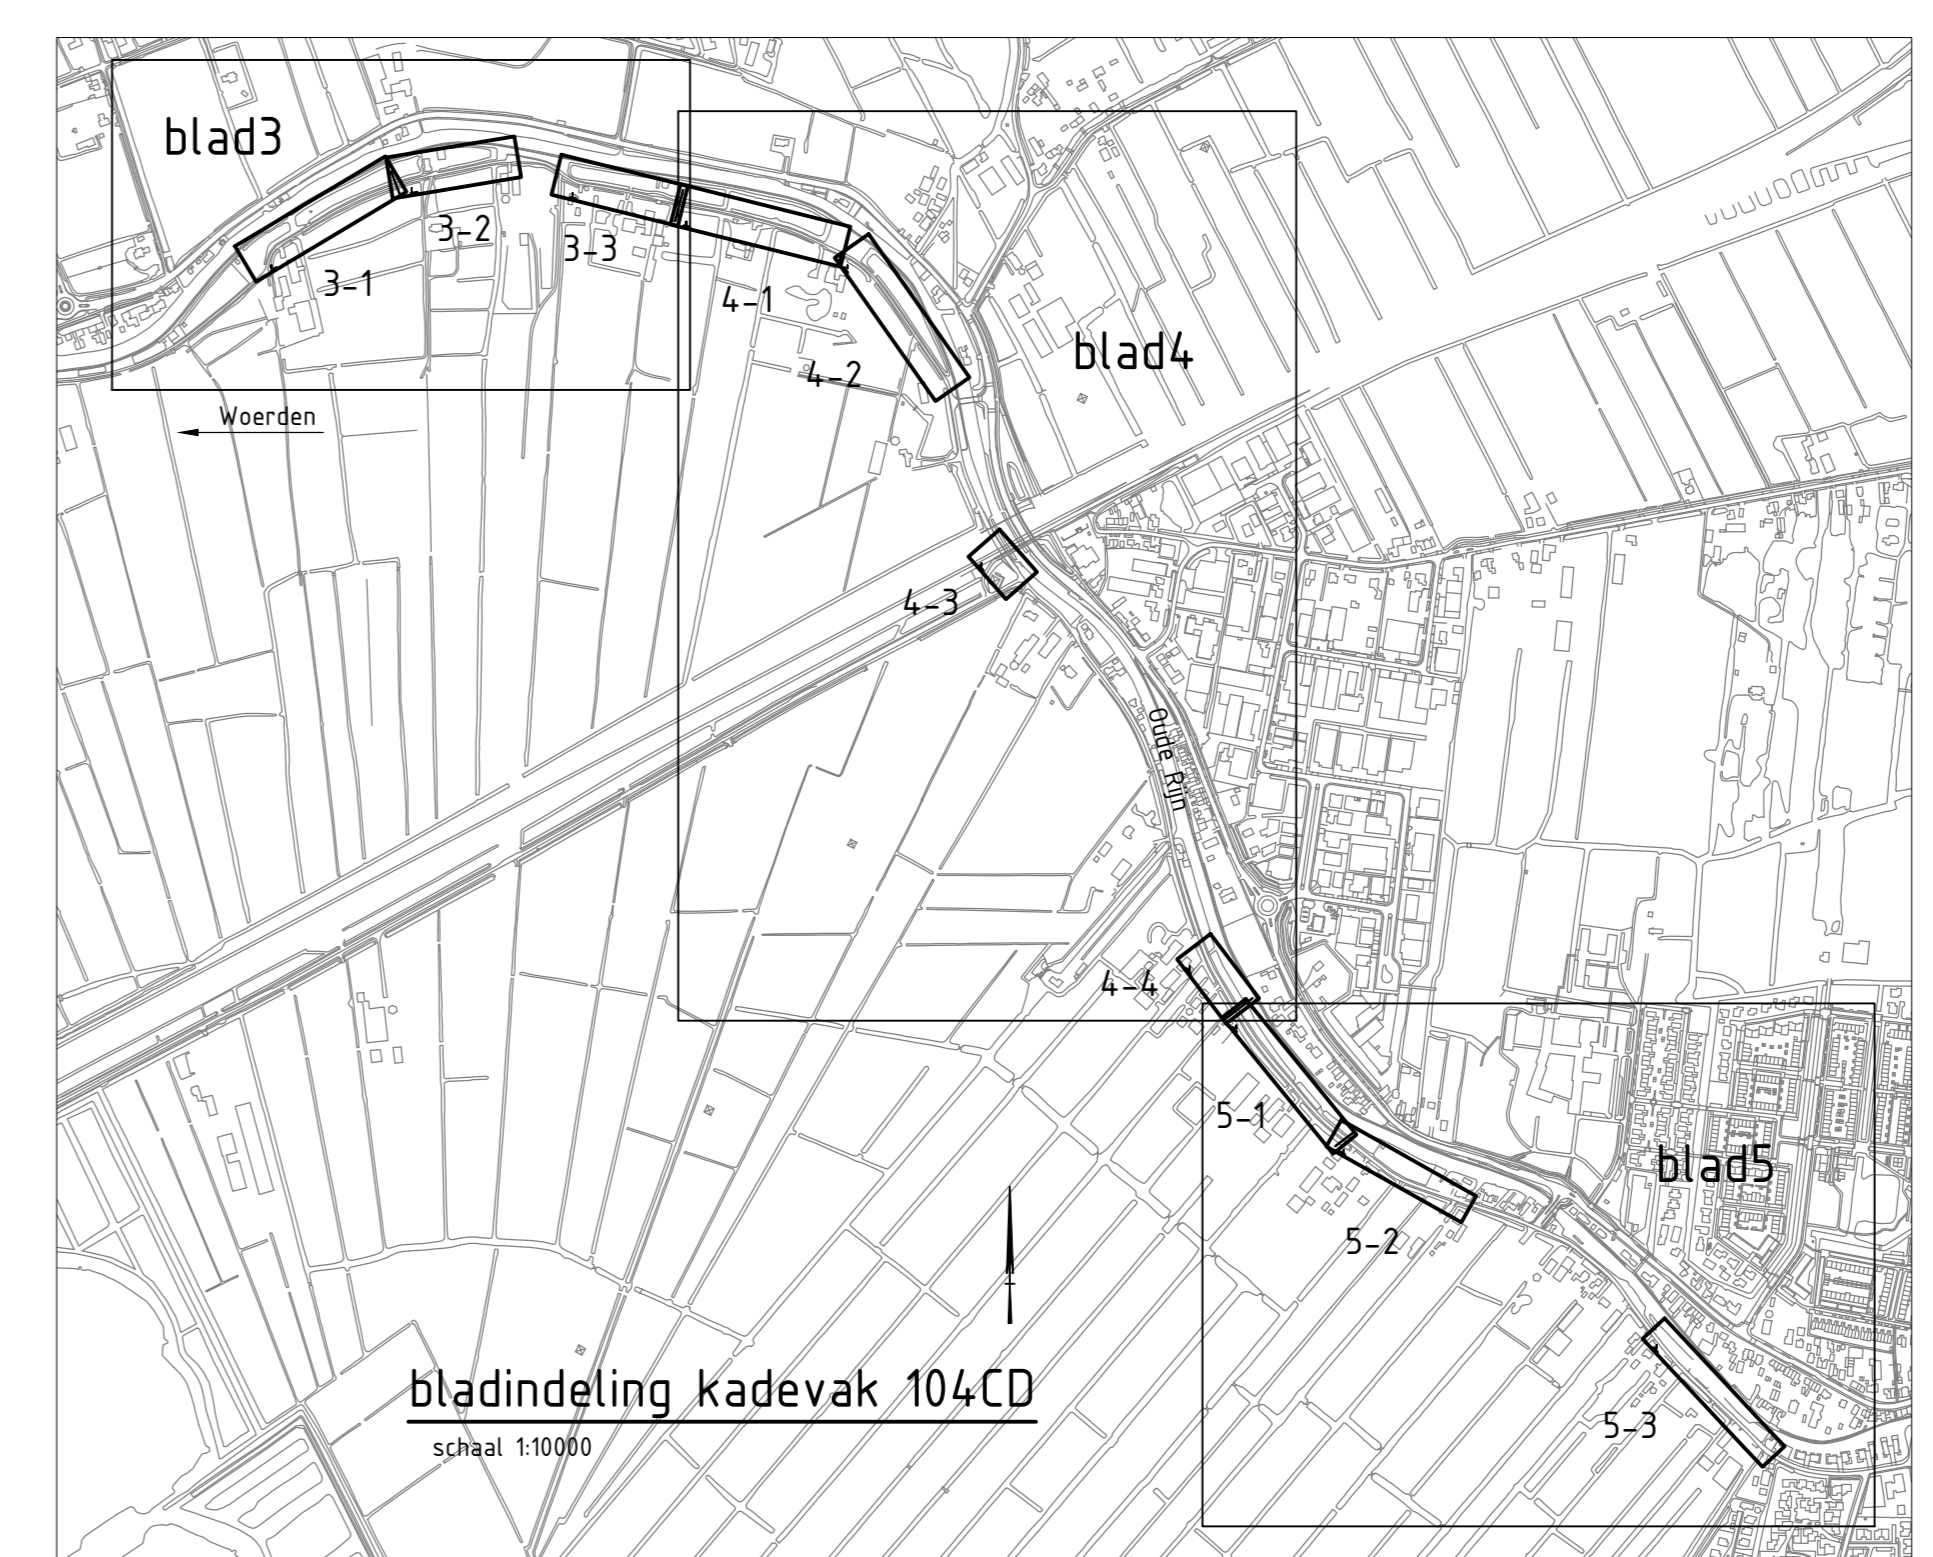 blad3
3-1
3-2
3-3
Woerden
blad4
4-1
4-2
4-3
4-4
Oude Rijn
blad5
5-1
5-2
5-3
bladindeling kadevak 104CD
schaal 1:10000